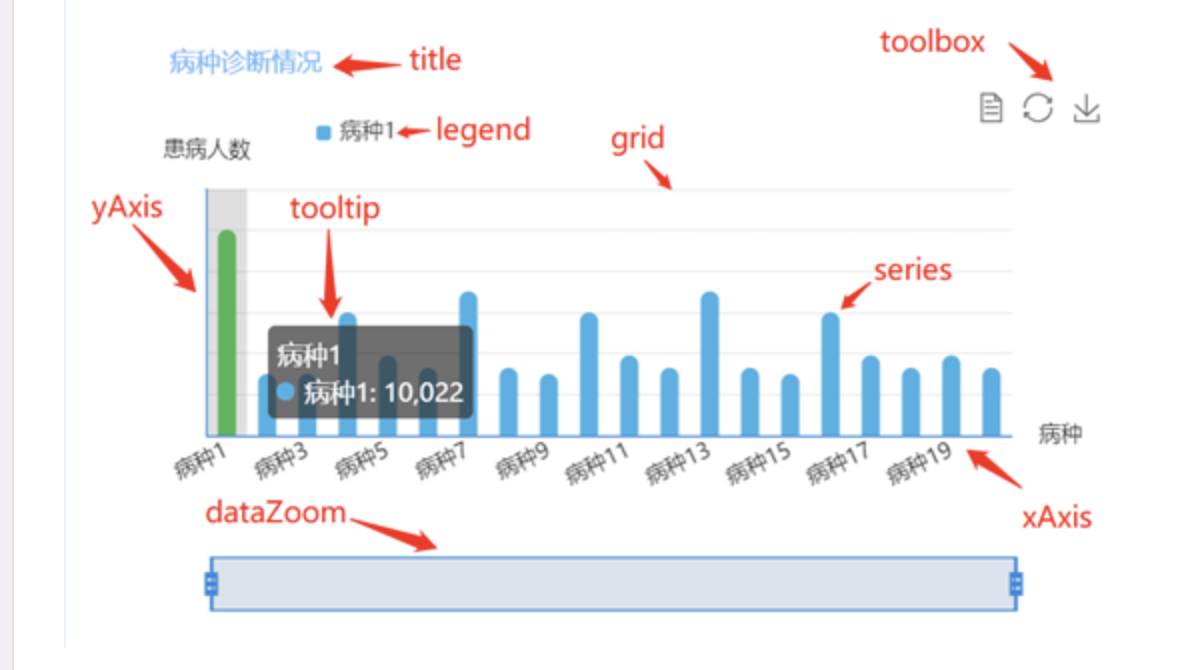 toolbox
病种诊断情况 title
病种1 legend
患病人数
grid
yAxis
tooltip
series
病种1
病种1: 10,022
病种
病种1 病种3 病种5 病种7 病种9 病种11 病种13 病种15 病种17 病种19
dataZoom
xAxis